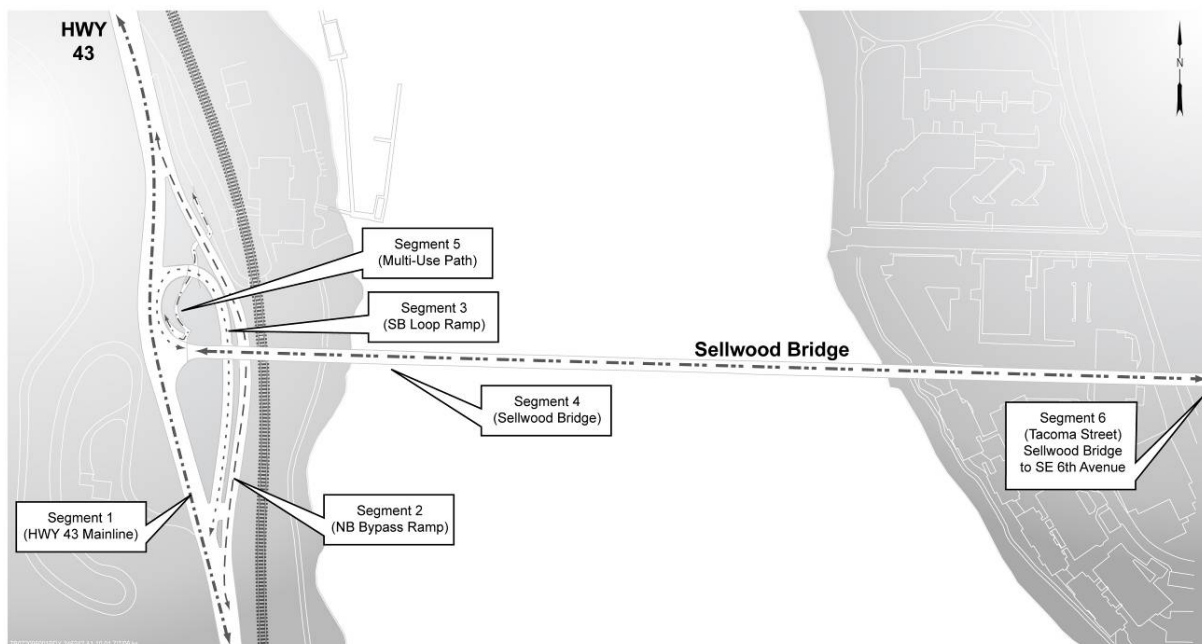 HWY
43
N
Segment 5
(Multi-Use Path)
Segment 3
(SB Loop Ramp)
Sellwood Bridge
Segment 4
(Sellwood Bridge)
Segment 6
(Tacoma Street)
Sellwood Bridge
to SE 6th Avenue
Segment 1
(HWY 43 Mainline)
Segment 2
(NB Bypass Ramp)